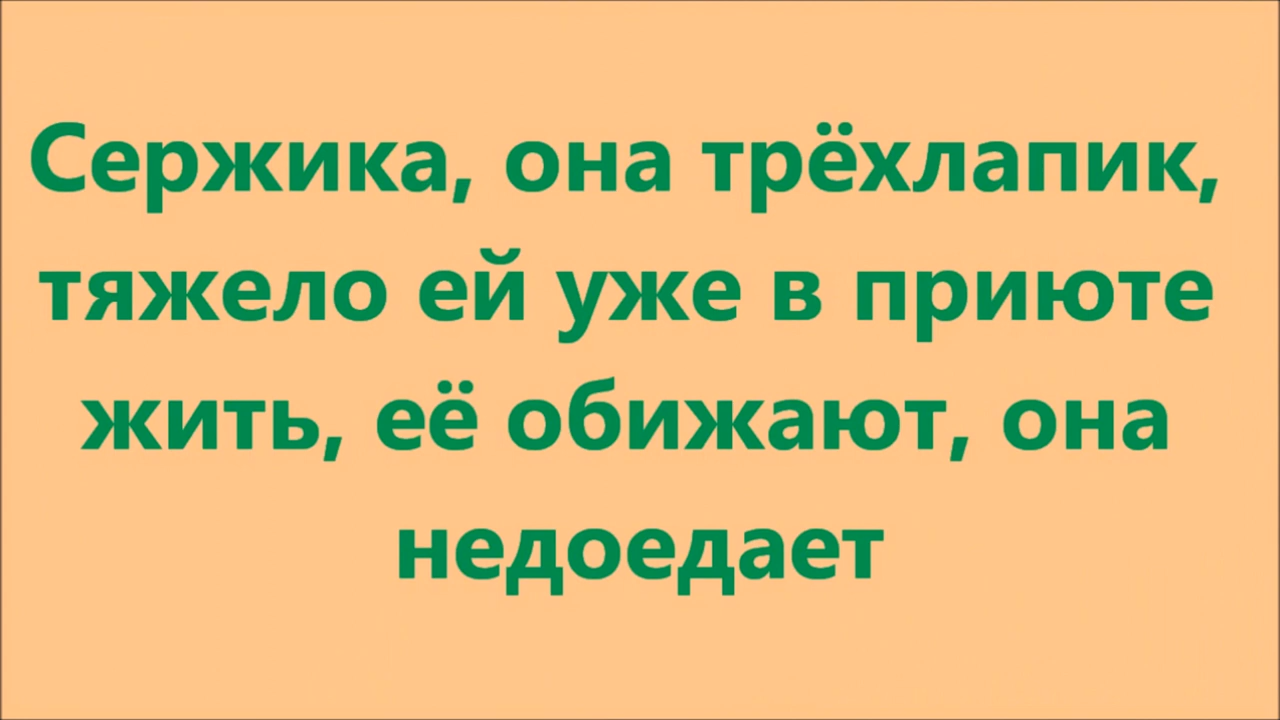 Сержика, она трёхлапик,
тяжело ей уже в приюте
жить, её обижают, она
недоедает